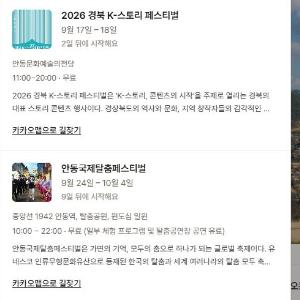 2026 경북 K-스토리 페스티벌
9월 17일 – 18일
2일 뒤에 시작해요
안동문화예술의전당
11:00~20:00 · 무료
2026 경북 K-스토리 페스티벌은 'K-스토리, 콘텐츠의 시작'을 주제로 열리는 경북의
대표 스토리 콘텐츠 행사이다. 경상북도의 역사와 문화, 지역 창작자들의 감각적인 ...
카카오맵으로 길찾기
안동국제탈춤페스티벌
9월 24일 – 10월 4일
9일 뒤에 시작해요
중앙선 1942 안동역, 탈춤공원, 원도심 일원
10:00 ~ 22:00 · 무료 (일부 체험 프로그램 및 탈춤공연장 공연 유료)
안동국제탈춤페스티벌은 가면의 기억, 모두의 춤으로 하나가 되는 글로벌 축제이다. 유
네스코 인류무형문화유산으로 등재된 한국의 탈춤과 세계 여러나라의 탈춤 모두 축...
카카오맵으로 길찾기